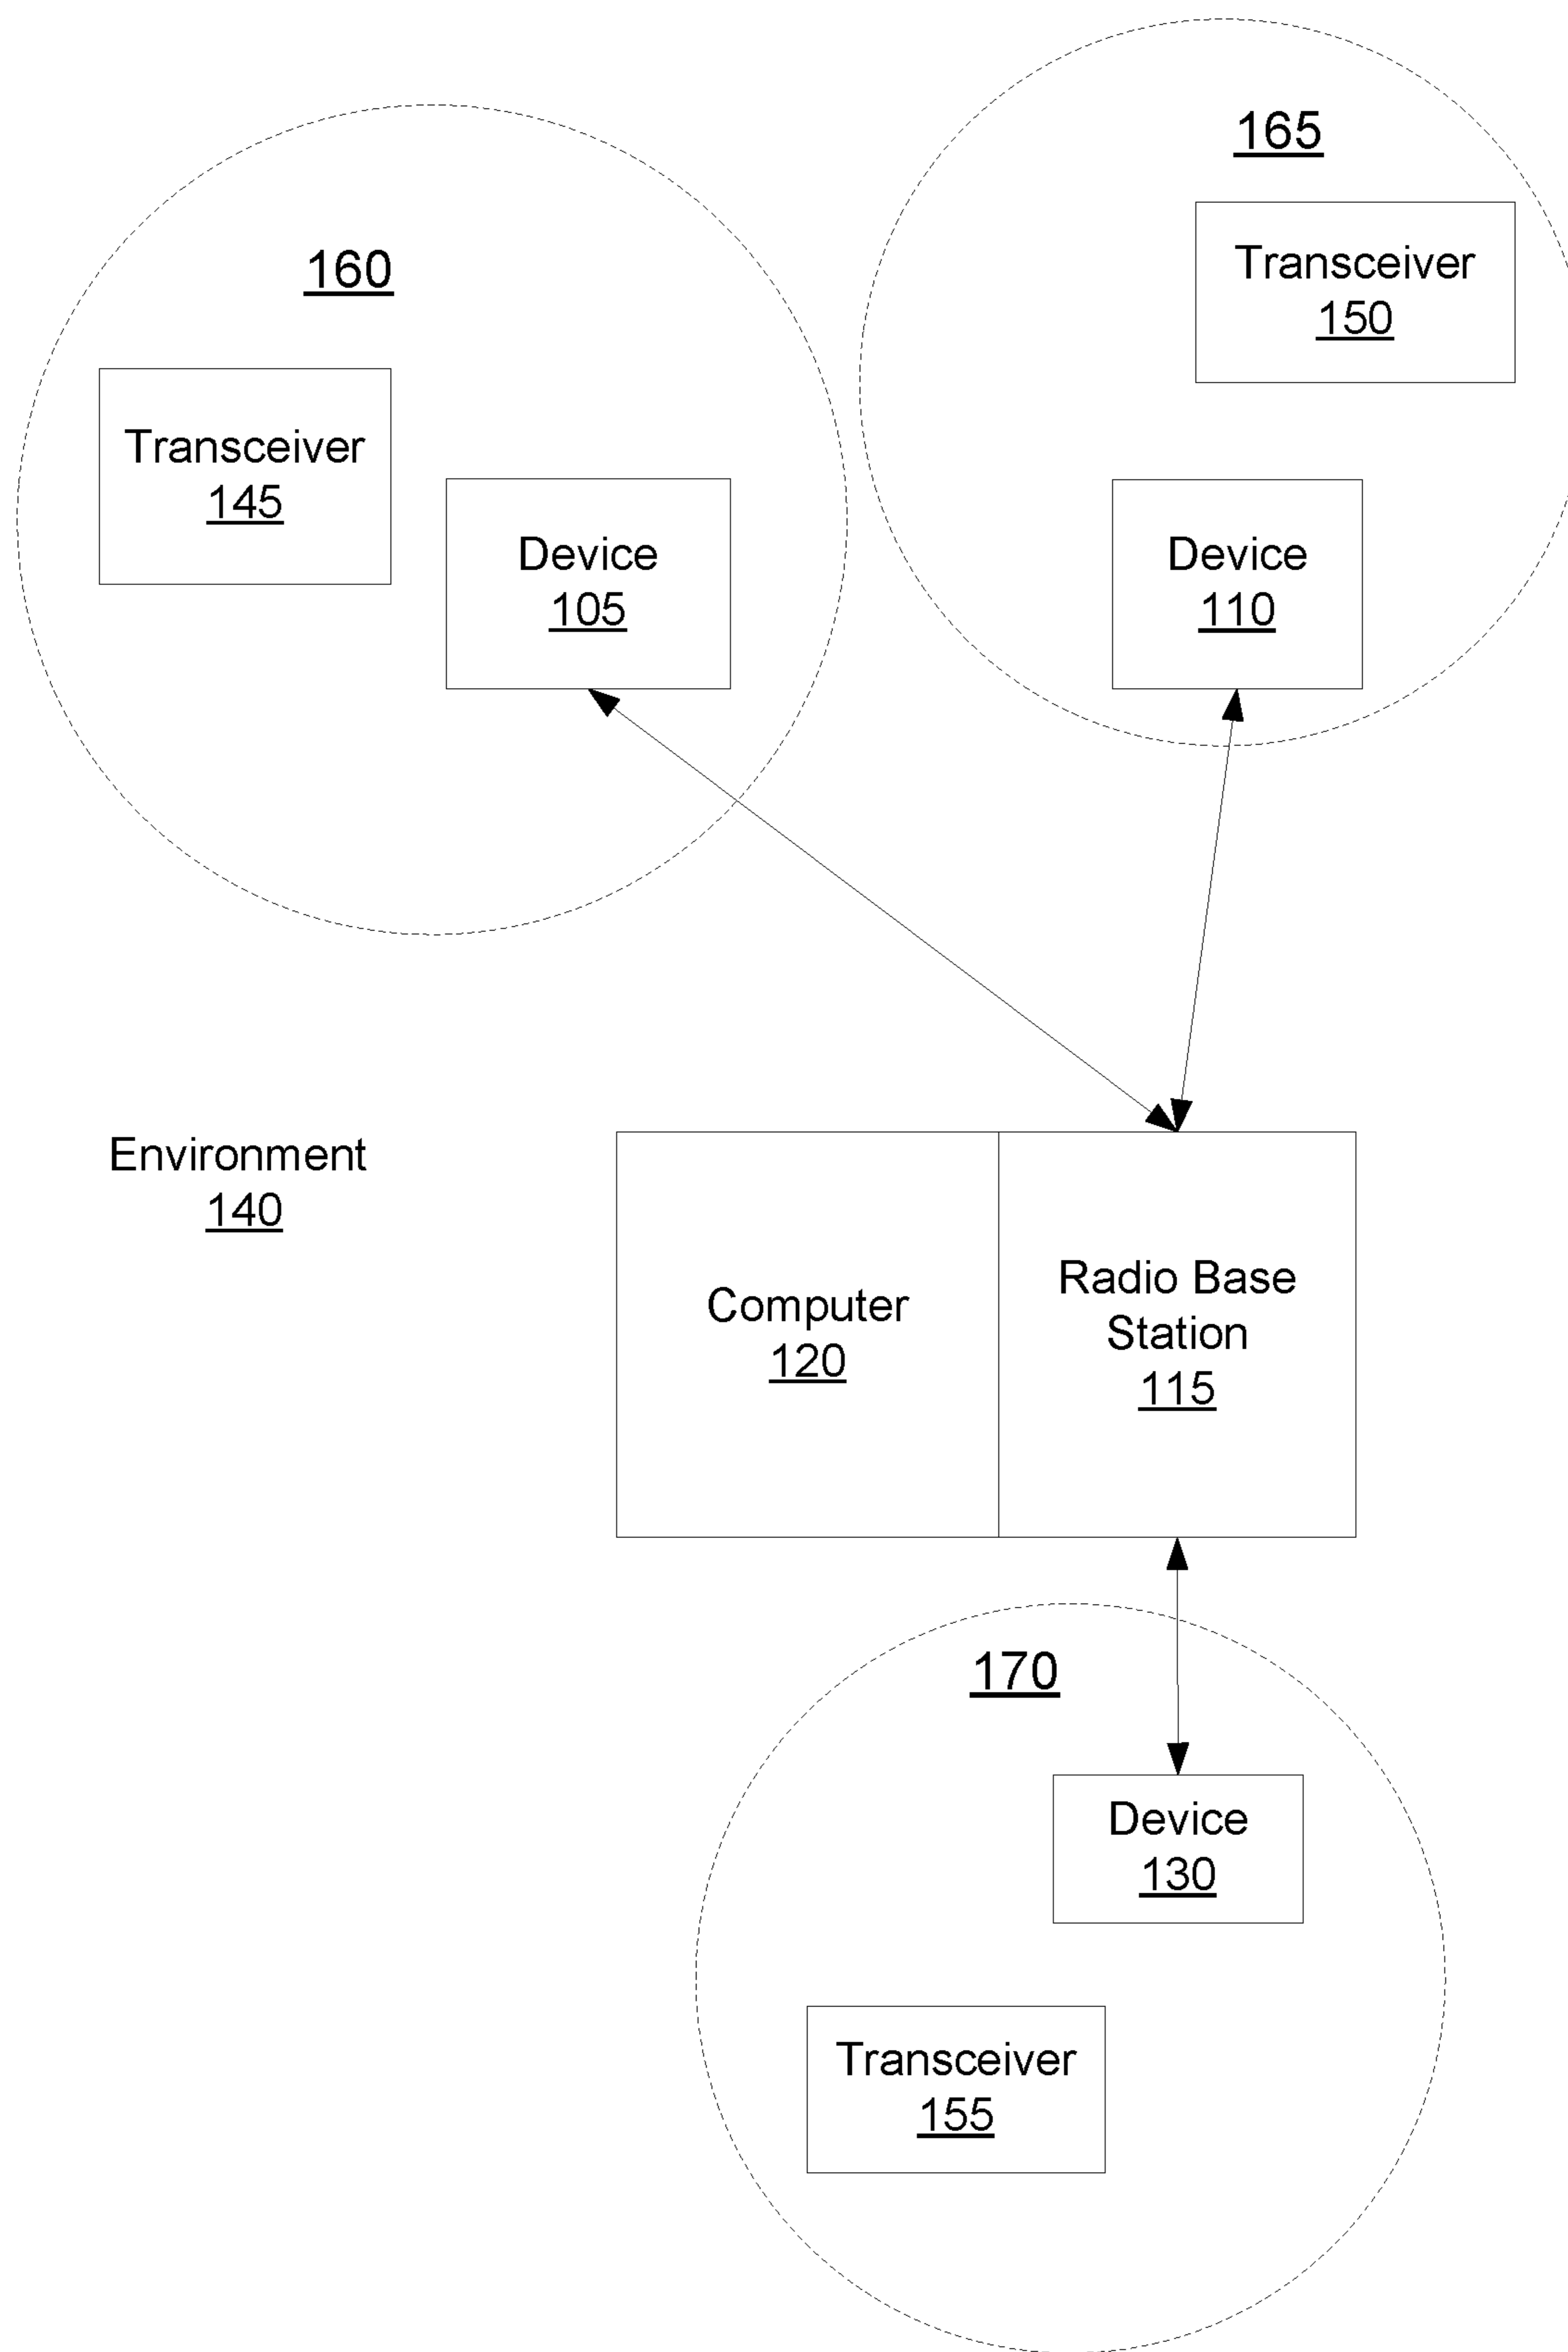 165
Transceiver
150
160
Transceiver
145
Device
105
Device
110
Environment
140
Computer
120
Radio Base
Station
115
170
Device
130
Transceiver
155